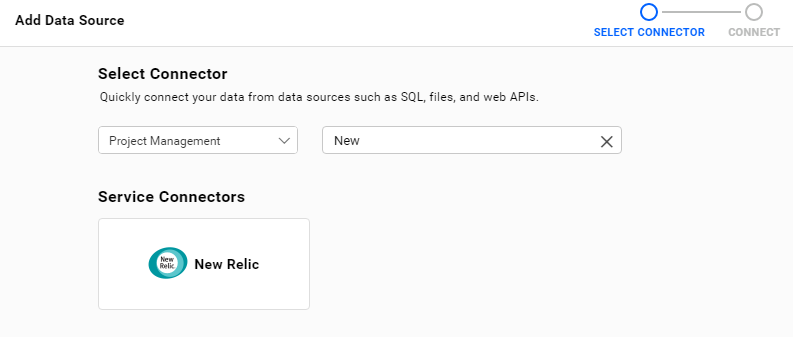 Add Data Source
SELECT CONNECTOR
CONNECT
Select Connector
Quickly connect your data from data sources such as SQL, files, and web APIs.
Project Management
New
Service Connectors
New
Relic.
New Relic